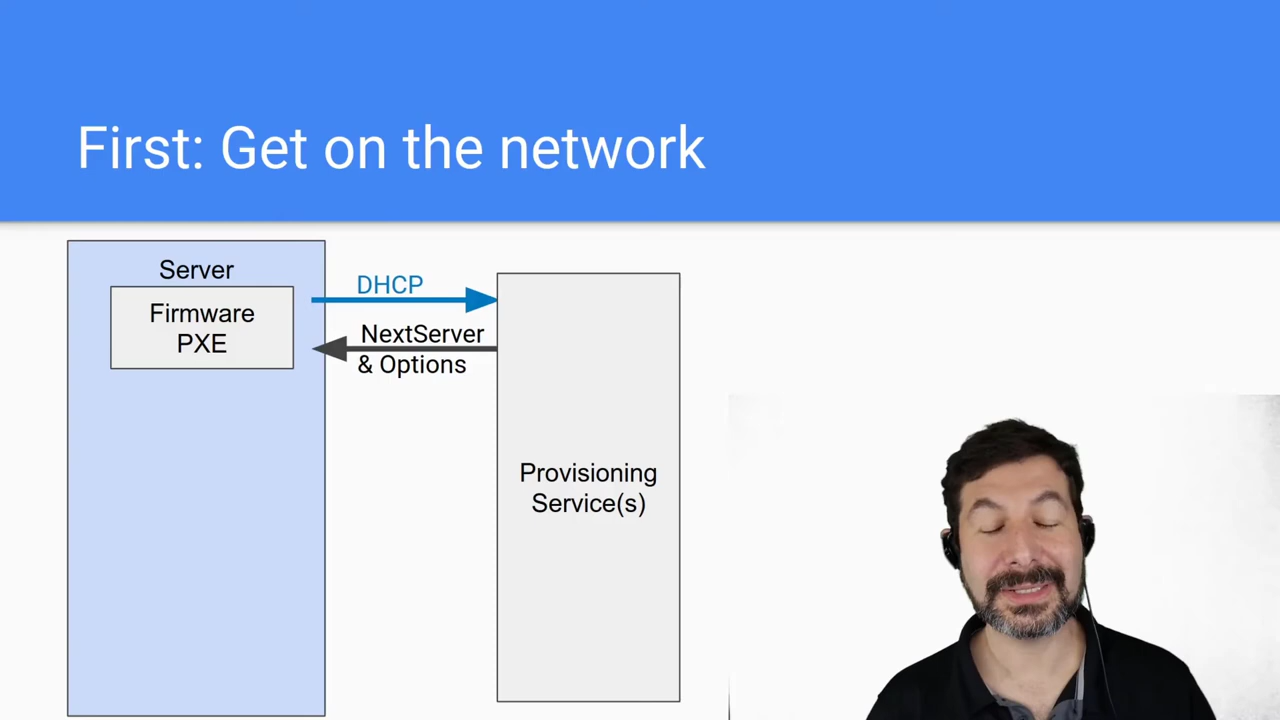 First: Get on the network
Server
Firmware
PXE
DHCP
NextServer
& Options
Provisioning
Service(s)